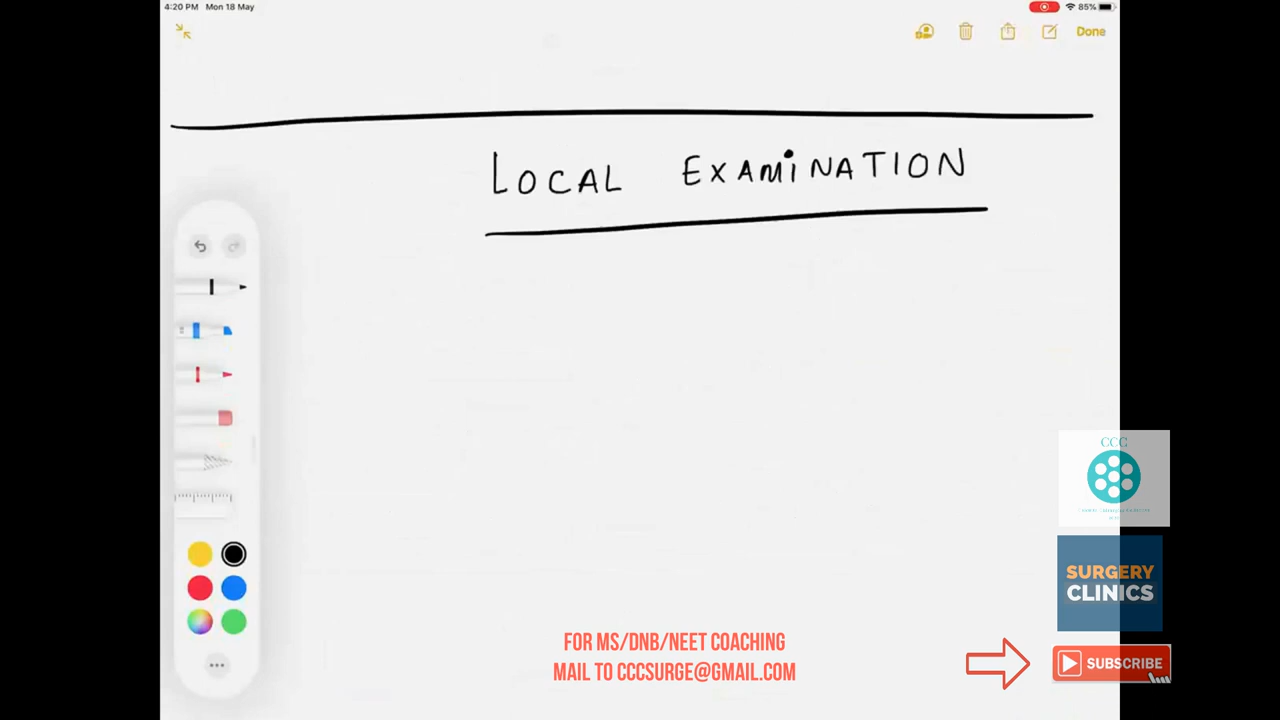 4:20 PM Mon 18 May
85%
Done
LOCAL EXAMiNATION
CCC
SURGERY
CLINICS
FOR MS/DNB/NEET COACHING
MAIL TO CCCSURGE@GMAIL.COM
SUBSCRIBE